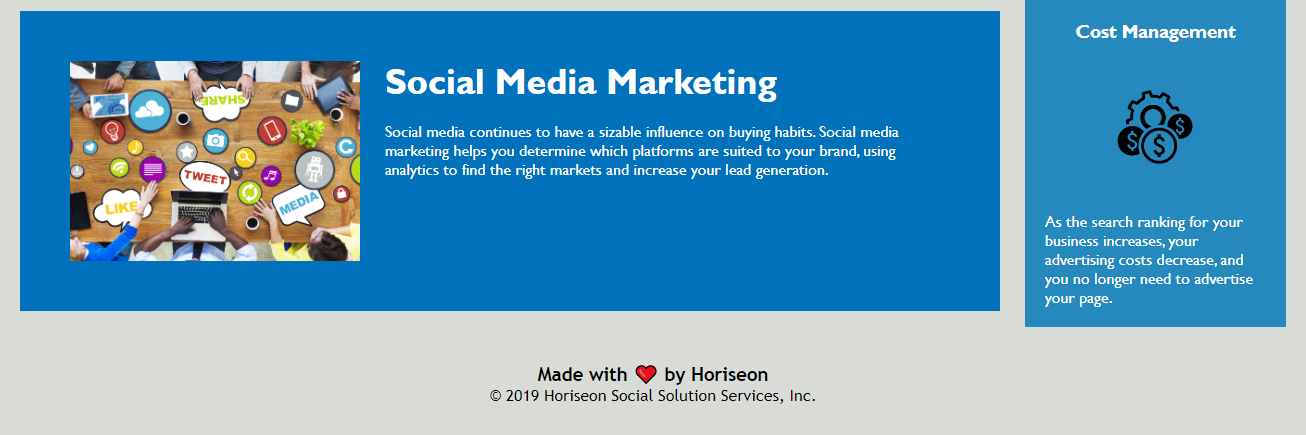 Social Media Marketing
Social media continues to have a sizable influence on buying habits. Social media
marketing helps you determine which platforms are suited to your brand, using
analytics to find the right markets and increase your lead generation.
SHARE
TWEET
LIKE
MEDIA
Cost Management
$ $ $
As the search ranking for your
business increases, your
advertising costs decrease, and
you no longer need to advertise
your page.
Made with ❤️ by Horiseon
© 2019 Horiseon Social Solution Services, Inc.